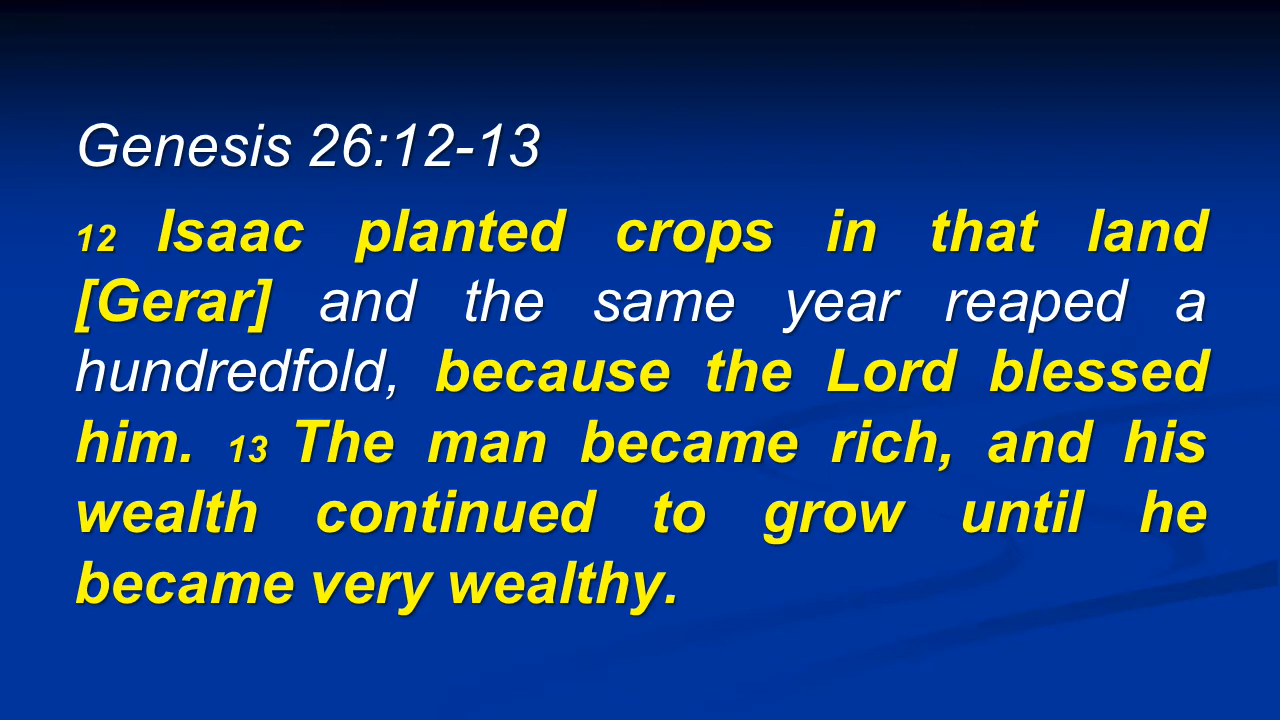 Genesis 26:12-13
12 Isaac planted crops in that land
[Gerar] and the same year reaped a
hundredfold, because the Lord blessed
him. 13 The man became rich, and his
wealth continued to grow until he
became very wealthy.